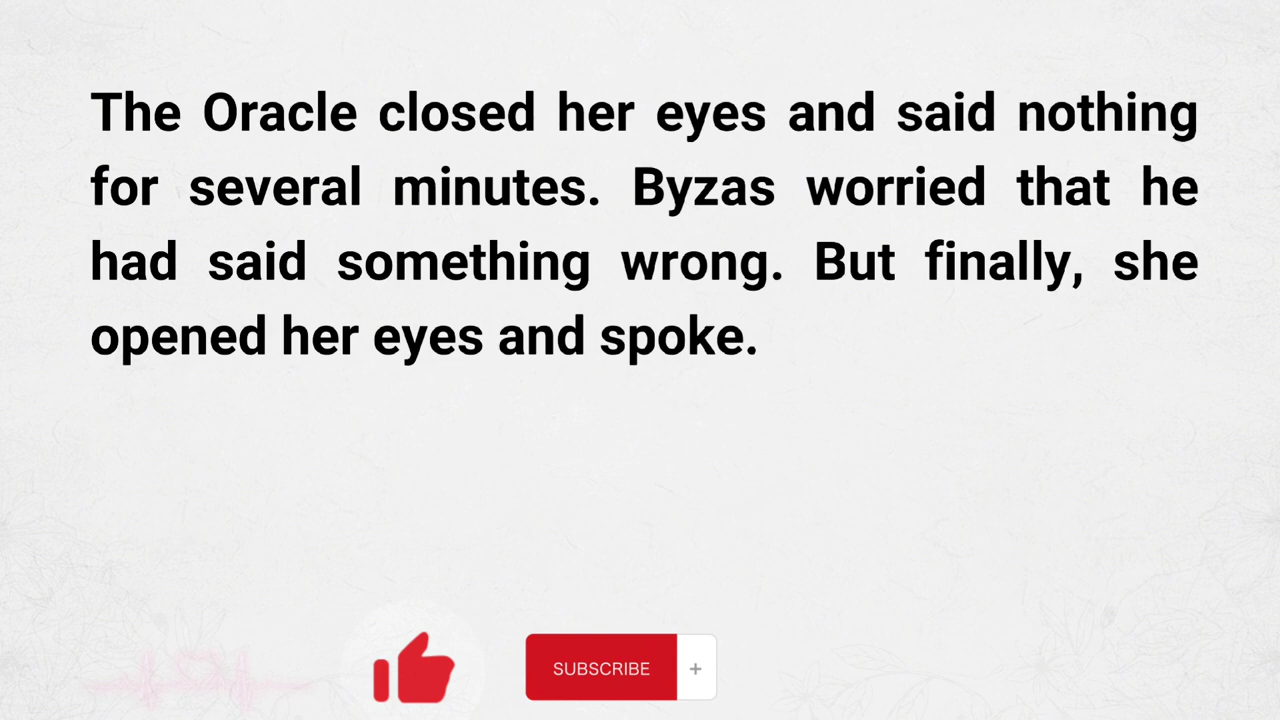 The Oracle closed her eyes and said nothing
for several minutes. Byzas worried that he
had said something wrong. But finally, she
opened her eyes and spoke.
SUBSCRIBE +